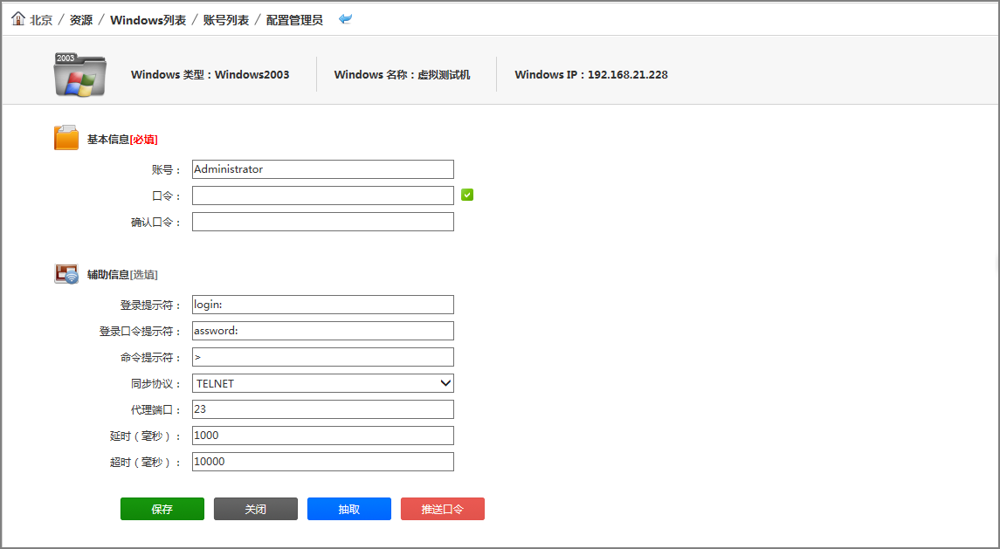 北京 / 资源 / Windows列表 / 账号列表 / 配置管理员
2003
Windows 类型：Windows2003 Windows 名称：虚拟测试机 Windows IP：192.168.21.228
基本信息[必填]
账号： Administrator
口令：
确认口令：
辅助信息[选填]
登录提示符： login:
登录口令提示符： assword:
命令提示符： >
同步协议： TELNET
代理端口： 23
延时（毫秒）： 1000
超时（毫秒）： 10000
保存 关闭 抽取 推送口令